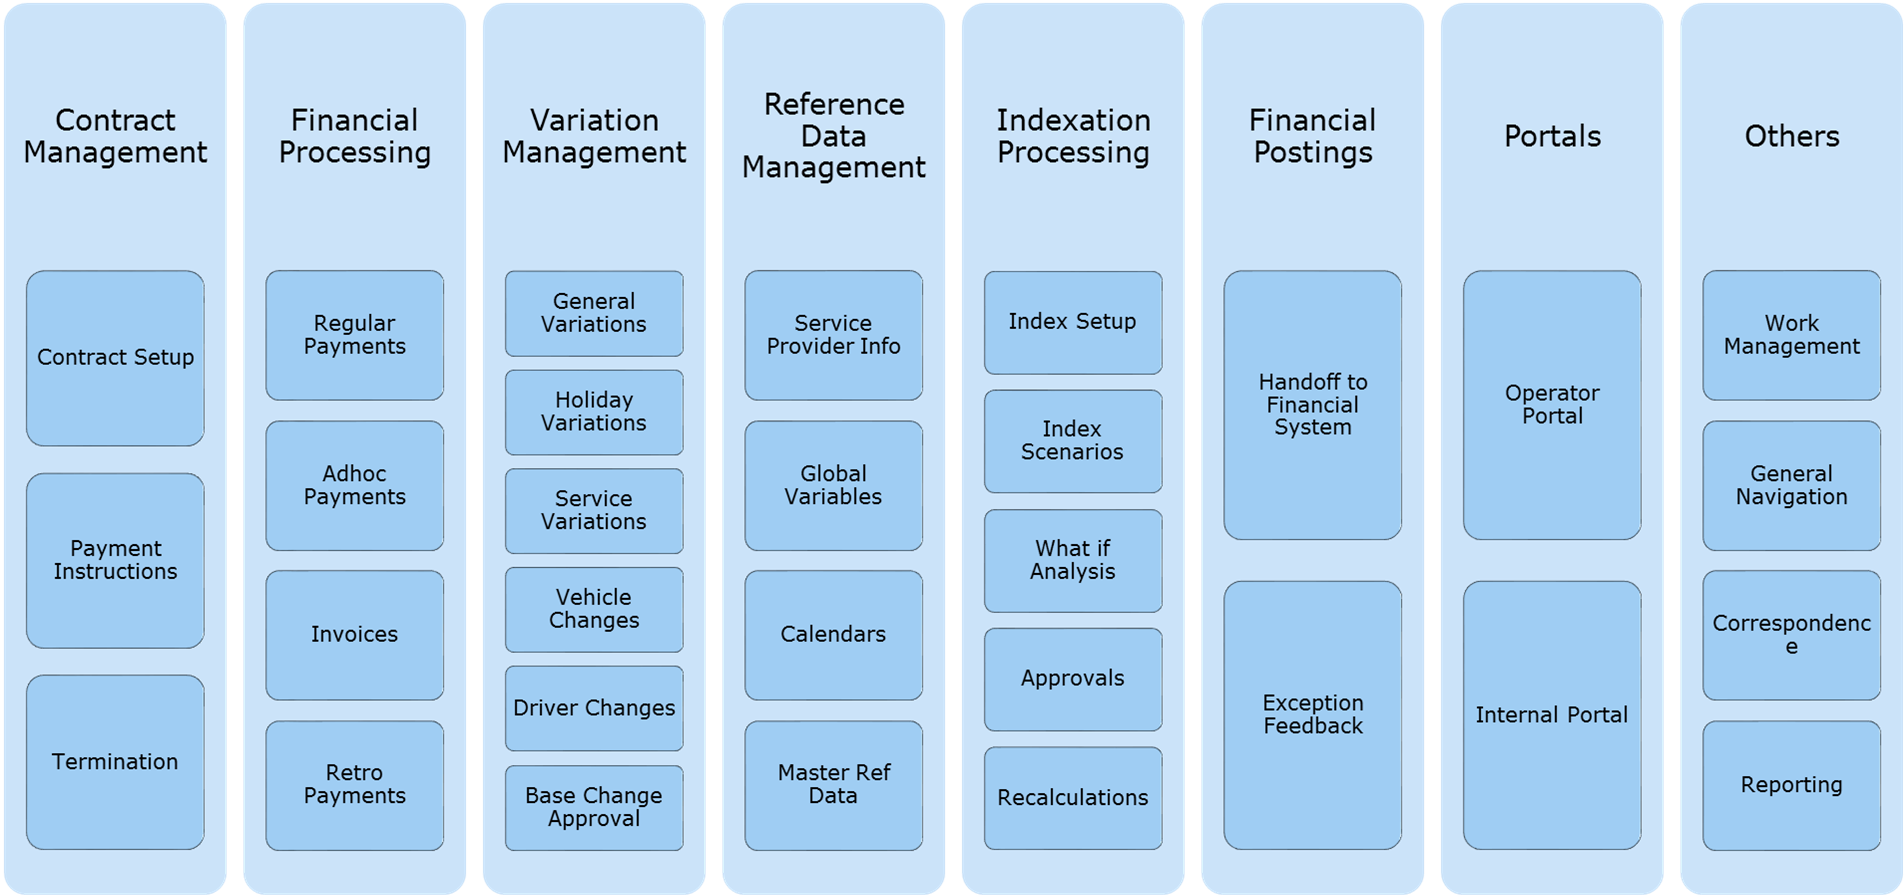 Contract
Management
Contract Setup
Payment
Instructions
Termination
Financial
Processing
Regular
Payments
Adhoc
Payments
Invoices
Retro
Payments
Variation
Management
General
Variations
Holiday
Variations
Service
Variations
Vehicle
Changes
Driver Changes
Base Change
Approval
Reference
Data
Management
Service
Provider Info
Global
Variables
Calendars
Master Ref
Data
Indexation
Processing
Index Setup
Index
Scenarios
What if
Analysis
Approvals
Recalculations
Financial
Postings
Handoff to
Financial
System
Exception
Feedback
Portals
Operator
Portal
Internal Portal
Others
Work
Management
General
Navigation
Correspondenc
e
Reporting